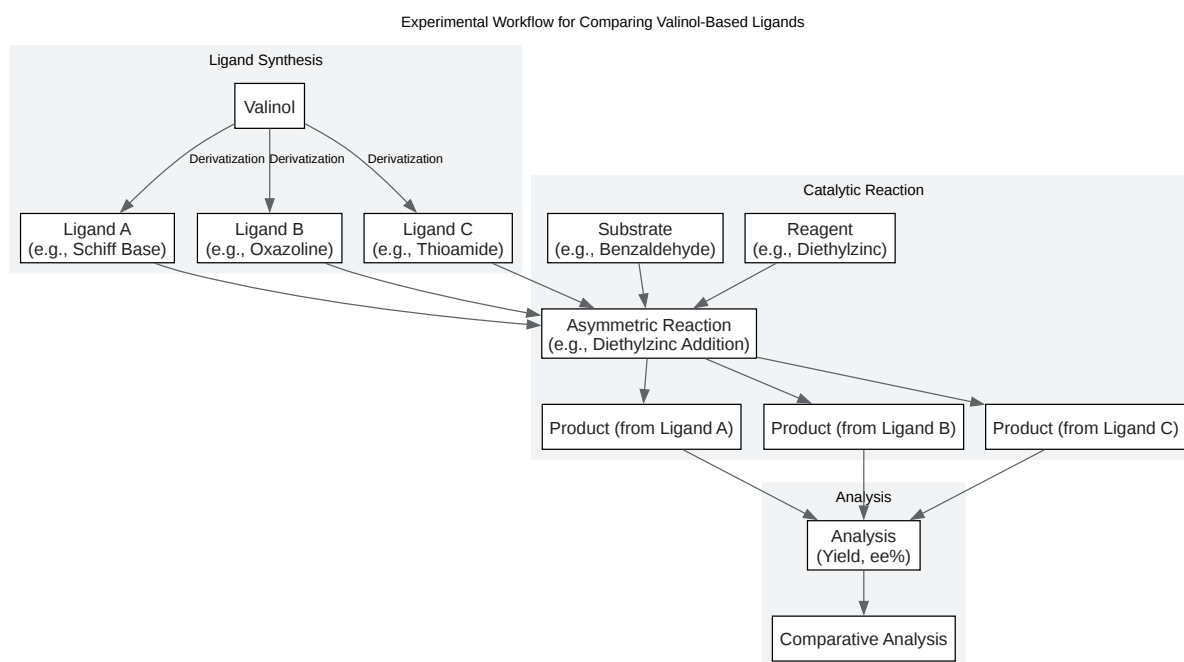 Experimental Workflow for Comparing Valinol-Based Ligands
Ligand Synthesis
Valinol
Derivatization
Derivatization
Derivatization
Ligand A
(e.g., Schiff Base)
Ligand B
(e.g., Oxazoline)
Ligand C
(e.g., Thioamide)
Catalytic Reaction
Substrate
(e.g., Benzaldehyde)
Reagent
(e.g., Diethylzinc)
Asymmetric Reaction
(e.g., Diethylzinc Addition)
Product (from Ligand A)
Product (from Ligand B)
Product (from Ligand C)
Analysis
Analysis
(Yield, ee%)
Comparative Analysis